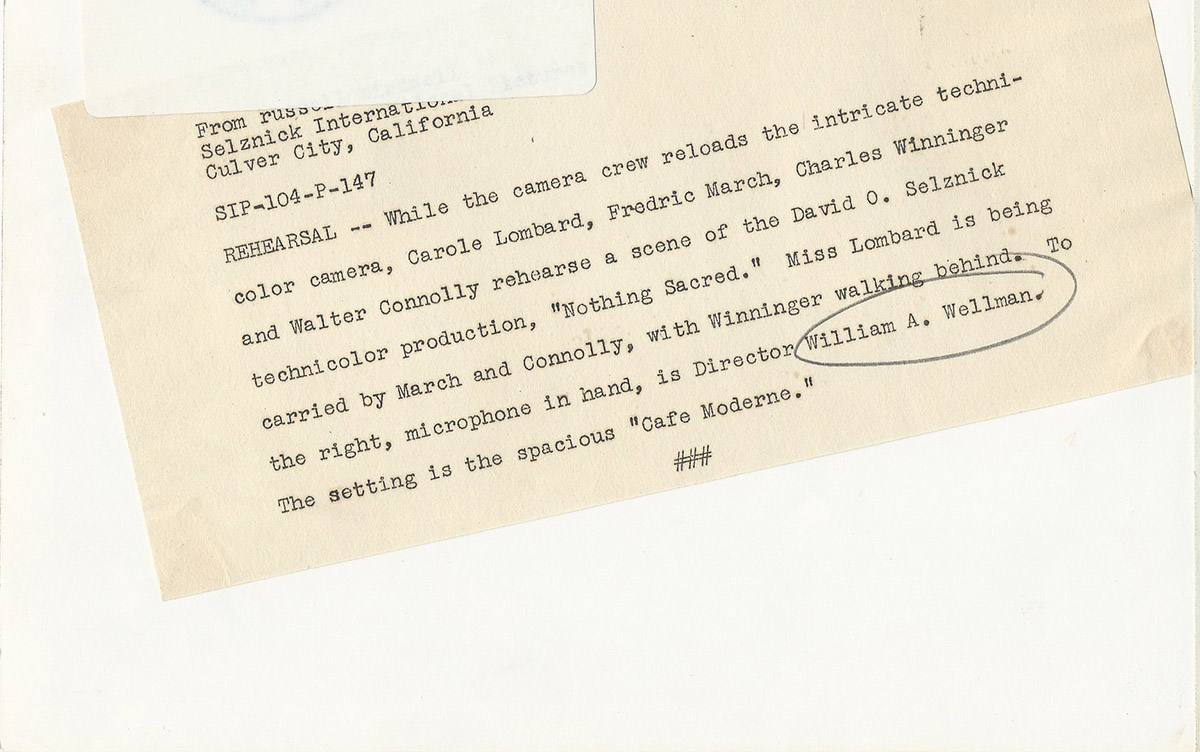 From
Selznick International
Culver City, California
SIP-104-P-147
REHEARSAL -- While the camera crew reloads the intricate techni-
color camera, Carole Lombard, Fredric March, Charles Winninger
and Walter Connolly rehearse a scene of the David O. Selznick
technicolor production, "Nothing Sacred." Miss Lombard is being
carried by March and Connolly, with Winninger walking behind. To
the right, microphone in hand, is Director William A. Wellman.
The setting is the spacious "Cafe Moderne."
###